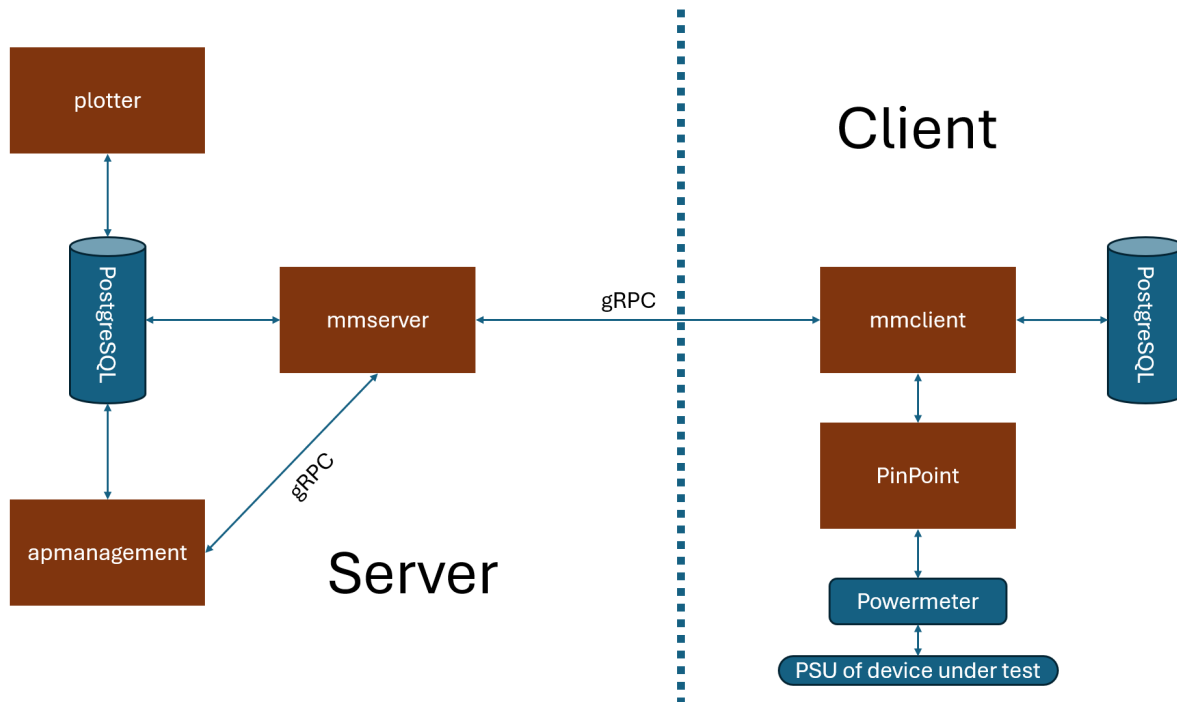 plotter
Client
PostgreSQL
mmserver
gRPC
mmclient
PostgreSQL
PinPoint
gRPC
apmanagement
Server
Powermeter
PSU of device under test